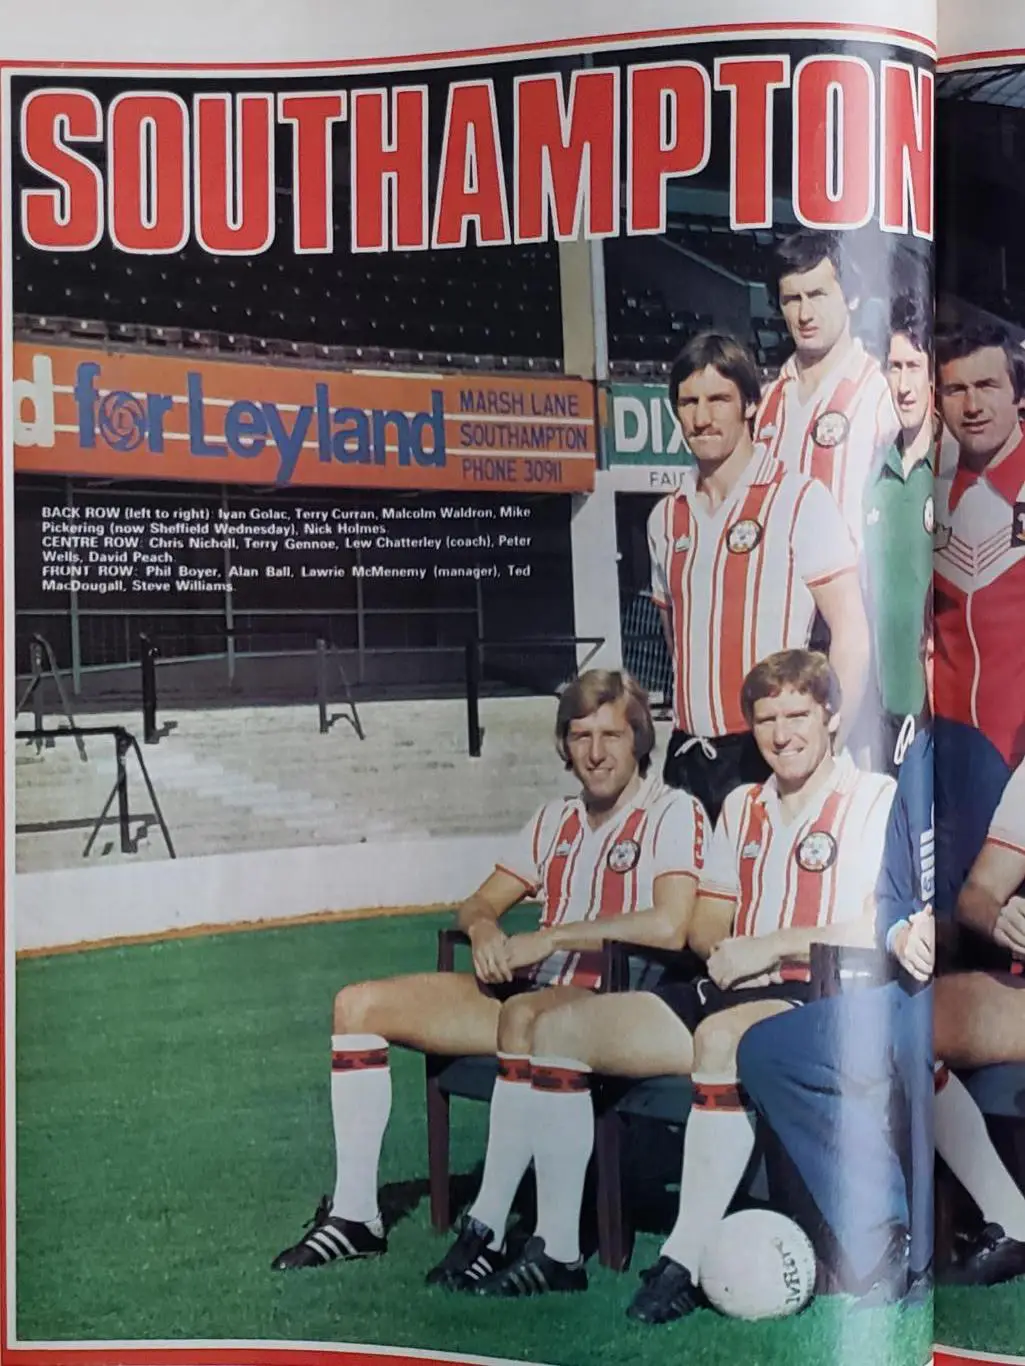 SOUTHAMPTON
d for Leyland
MARSH LANE
SOUTHAMPTON
PHONE 30911
DIX
FAIR
BACK ROW (left to right): Ivan Golac, Terry Curran, Malcolm Waldron, Mike
Pickering (now Sheffield Wednesday), Nick Holmes.
CENTRE ROW: Chris Nicholl, Terry Gennoe, Lew Chatterley (coach), Peter
Wells, David Peach.
FRONT ROW: Phil Boyer, Alan Ball, Lawrie McMenemy (manager), Ted
MacDougall, Steve Williams.